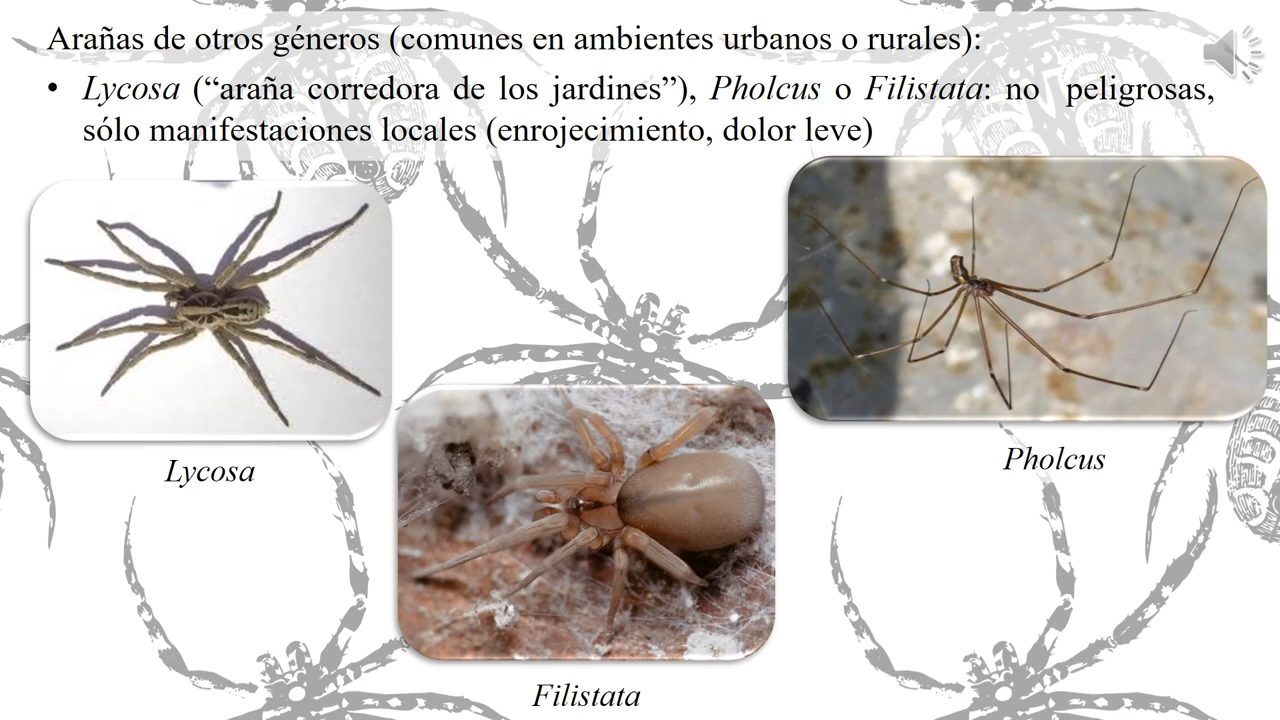 Arañas de otros géneros (comunes en ambientes urbanos o rurales):
• Lycosa (“araña corredora de los jardines”), Pholcus o Filistata: no peligrosas,
sólo manifestaciones locales (enrojecimiento, dolor leve)
Lycosa
Pholcus
Filistata